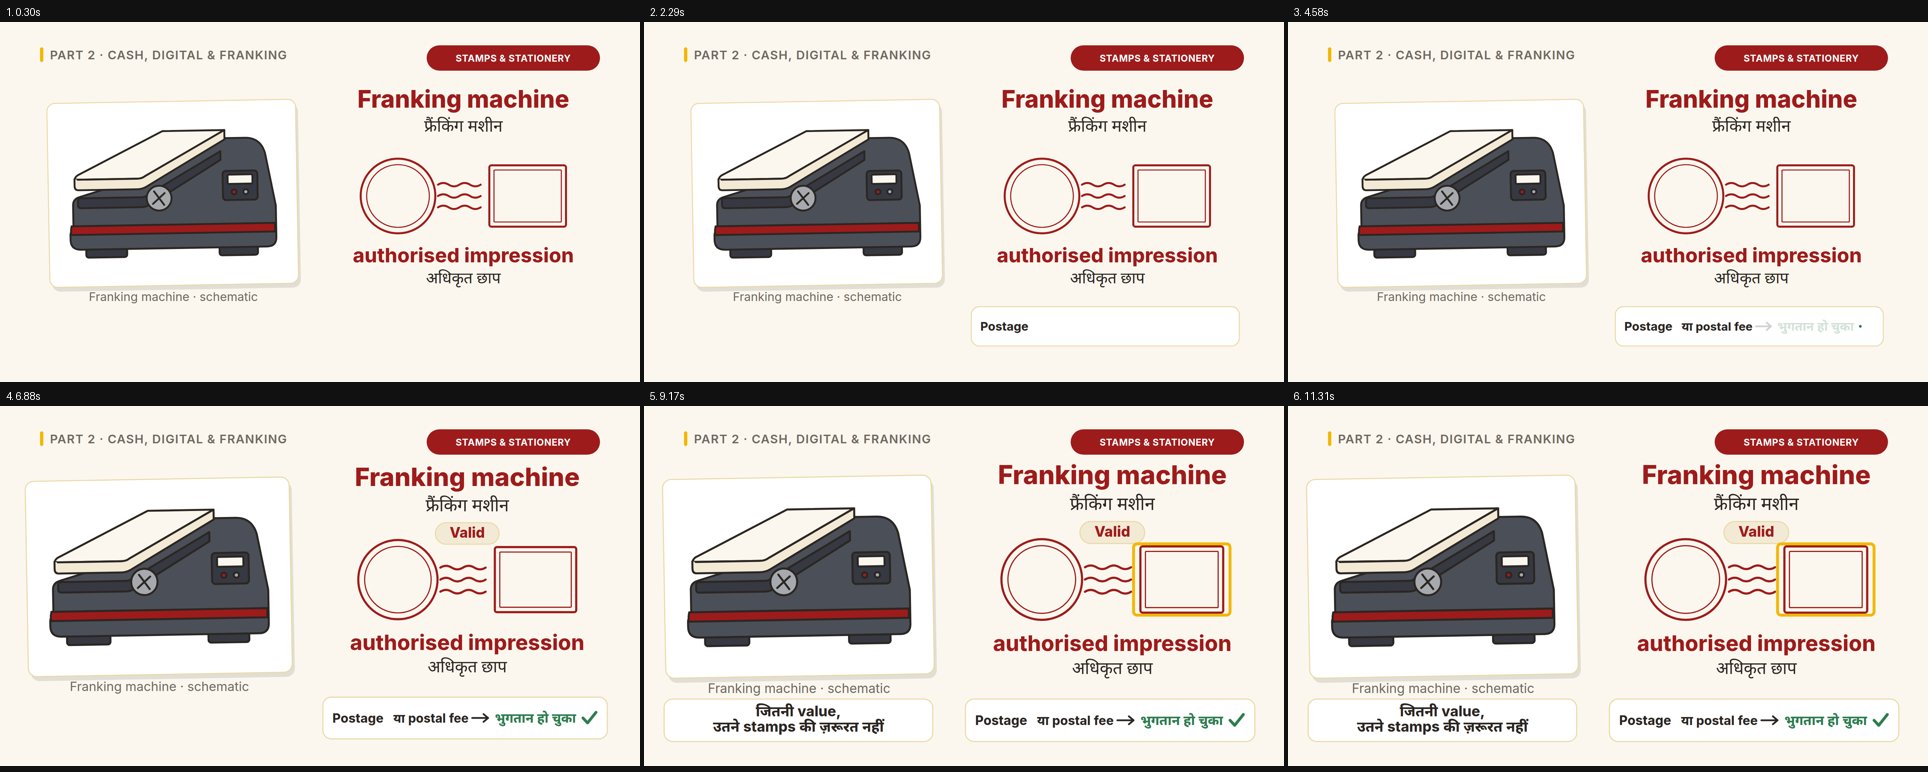 1. 0.30s
PART 2 · CASH, DIGITAL & FRANKING
STAMPS & STATIONERY
Franking machine
फ्रैंकिंग मशीन
authorised impression
अधिकृत छाप
Franking machine · schematic
2. 2.29s
PART 2 · CASH, DIGITAL & FRANKING
STAMPS & STATIONERY
Franking machine
फ्रैंकिंग मशीन
authorised impression
अधिकृत छाप
Franking machine · schematic
Postage
3. 4.58s
PART 2 · CASH, DIGITAL & FRANKING
STAMPS & STATIONERY
Franking machine
फ्रैंकिंग मशीन
authorised impression
अधिकृत छाप
Franking machine · schematic
Postage या postal fee → भुगतान हो चुका
4. 6.88s
PART 2 · CASH, DIGITAL & FRANKING
STAMPS & STATIONERY
Franking machine
फ्रैंकिंग मशीन
Valid
authorised impression
अधिकृत छाप
Franking machine · schematic
Postage या postal fee → भुगतान हो चुका ✓
5. 9.17s
PART 2 · CASH, DIGITAL & FRANKING
STAMPS & STATIONERY
Franking machine
फ्रैंकिंग मशीन
Valid
authorised impression
अधिकृत छाप
Franking machine · schematic
जितनी value,
उतने stamps की ज़रूरत नहीं
Postage या postal fee → भुगतान हो चुका ✓
6. 11.31s
PART 2 · CASH, DIGITAL & FRANKING
STAMPS & STATIONERY
Franking machine
फ्रैंकिंग मशीन
Valid
authorised impression
अधिकृत छाप
Franking machine · schematic
जितनी value,
उतने stamps की ज़रूरत नहीं
Postage या postal fee → भुगतान हो चुका ✓